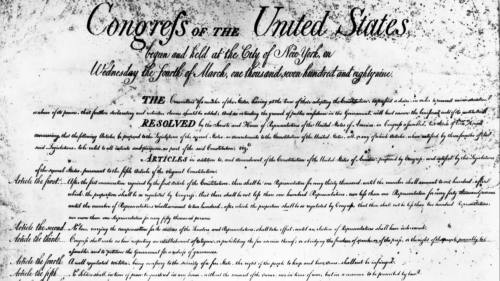 Congreſs OF THE United States,
begun and held at the City of New-York, on
Wednesday the fourth of March, one thousand seven hundred and eighty nine.
THE Conventions of a number of the States, having at the time of their adopting the Constitution, expressed a desire, in order to prevent misconstruction
or abuse of its powers, that further declaratory and restrictive clauses should be added: And as extending the ground of public confidence in the Government, will best ensure the beneficent ends of its institution
RESOLVED by the Senate and House of Representatives of the United States of America, in Congress assembled, two thirds of both Houses
concurring, that the following Articles be proposed to the Legislatures of the several States, as amendments to the Constitution of the United States, all or any of which Articles, when ratified by three fourths of the said
Legislatures, to be valid to all intents and purposes, as part of the said Constitution; viz.
ARTICLES in addition to, and amendment of the Constitution of the United States of America, proposed by Congress, and ratified by the Legislatures
of the several States, pursuant to the fifth Article of the original Constitution.
Article the first. After the first enumeration required by the first Article of the Constitution, there shall be one Representative for every thirty thousand, until the number shall amount to one hundred, after
which, the proportion shall be so regulated by Congress, that there shall be not less than one hundred Representatives, nor less than one Representative for every forty thousand persons,
until the number of Representatives shall amount to two hundred, after which the proportion shall be so regulated by Congress, that there shall not be less than two hundred Representatives,
nor more than one Representative for every fifty thousand persons.
Article the second. No law, varying the compensation for the services of the Senators and Representatives, shall take effect, until an election of Representatives shall have intervened.
Article the third. Congress shall make no law respecting an establishment of religion, or prohibiting the free exercise thereof; or abridging the freedom of speech, or of the press; or the right of the people peaceably to
assemble, and to petition the Government for a redress of grievances.
Article the fourth. A well regulated militia, being necessary to the security of a free State, the right of the people to keep and bear arms, shall not be infringed.
Article the fifth. No Soldier shall, in time of peace be quartered in any house, without the consent of the owner, nor in time of war, but in a manner to be prescribed by law.